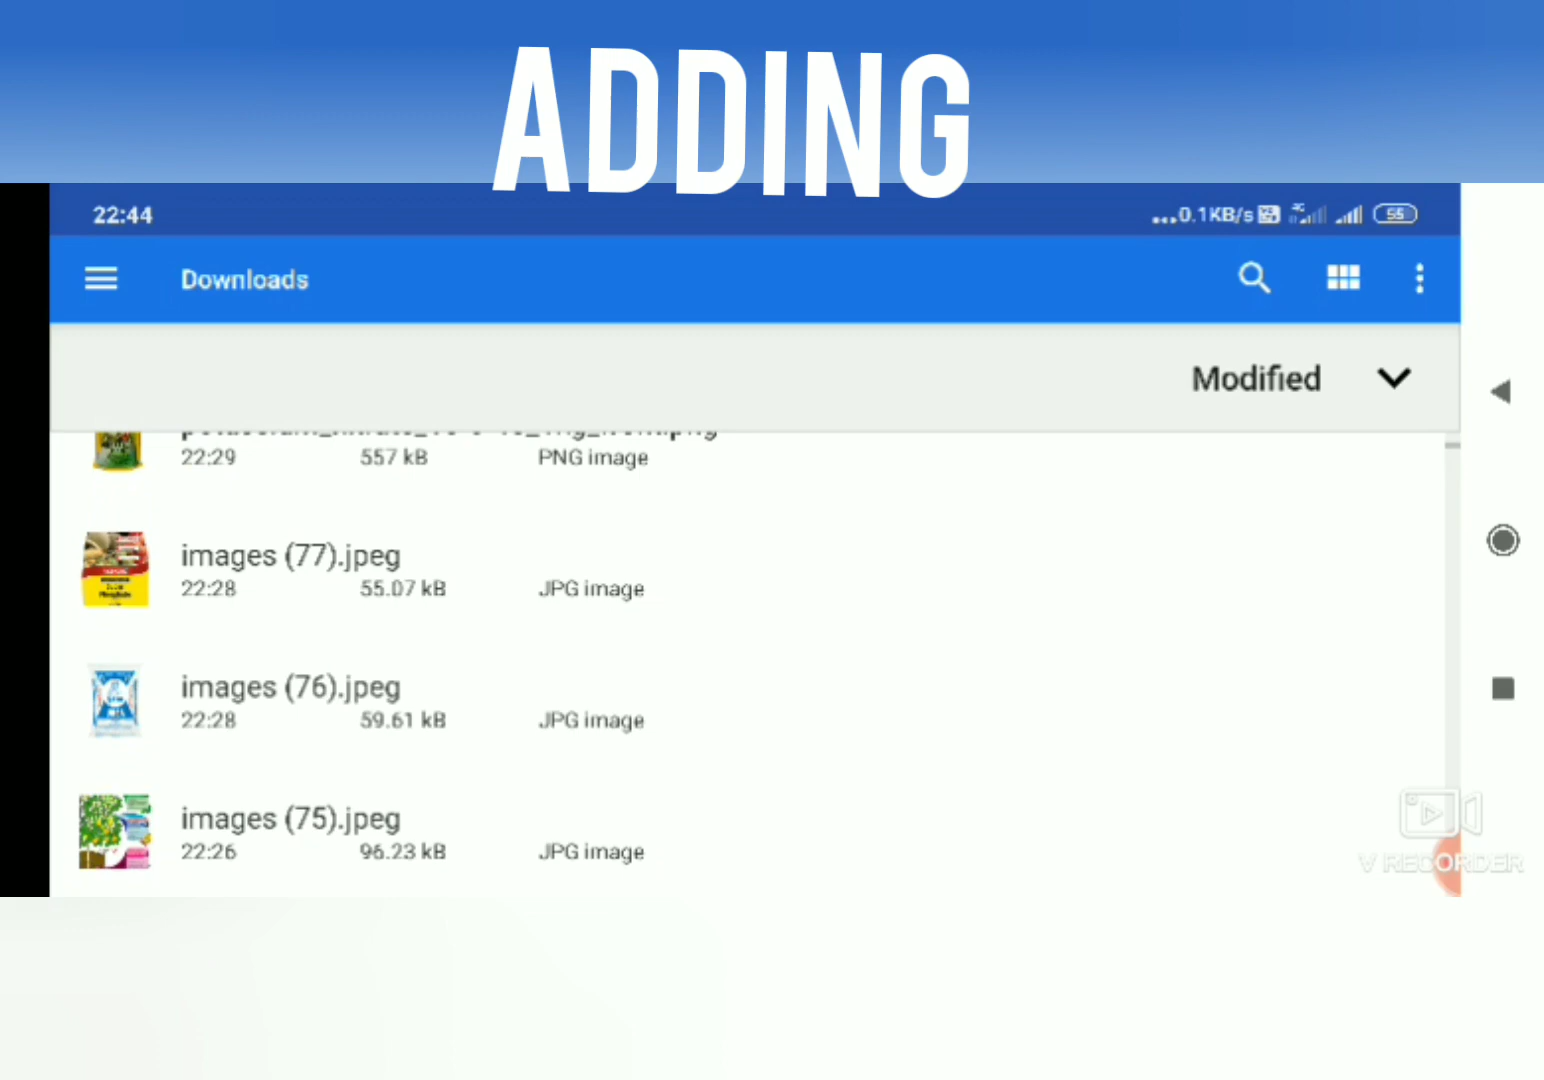 ADDING
22:44
...0.1KB/s 4G 55
Downloads
Modified
22:29 557 kB PNG image
images (77).jpeg
22:28 55.07 kB JPG image
images (76).jpeg
22:28 59.61 kB JPG image
images (75).jpeg
22:26 96.23 kB JPG image
V RECORDER